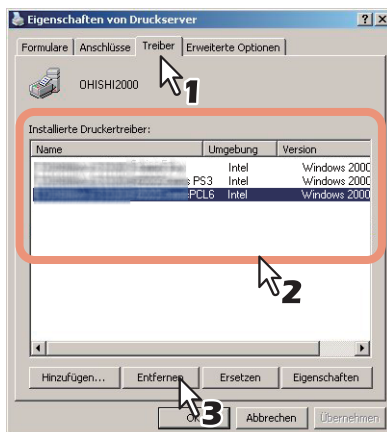 Eigenschaften von Druckserver
Formulare Anschlüsse Treiber Erweiterte Optionen
1
OHISHI2000
Installierte Druckertreiber:
Name Umgebung Version
Intel Windows 2000
PS3 Intel Windows 2000
PCL6 Intel Windows 2000
2
Hinzufügen... Entfernen Ersetzen Eigenschaften
3
OK Abbrechen Übernehmen